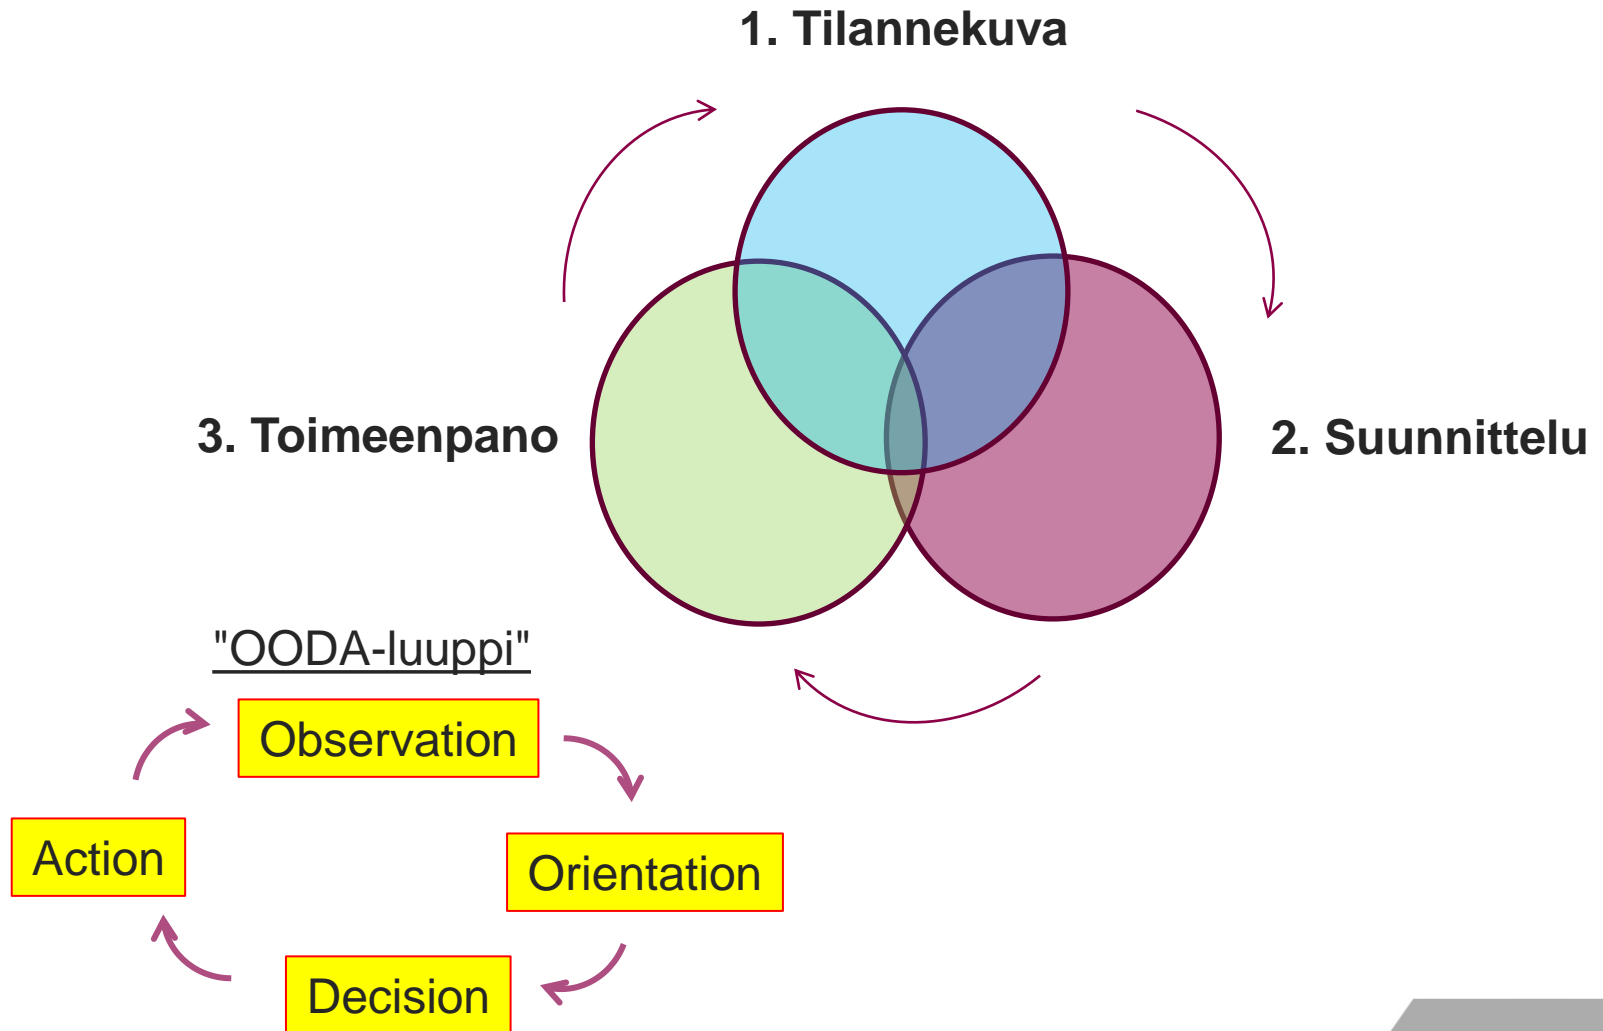 1. Tilannekuva
3. Toimeenpano
2. Suunnittelu
"OODA-luuppi"
Observation
Action
Orientation
Decision